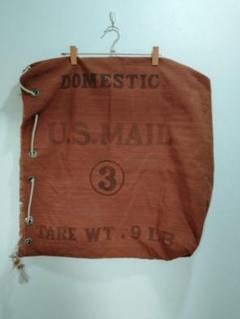 DOMESTIC
U.S. MAIL
3
TARE WT. .9 LB